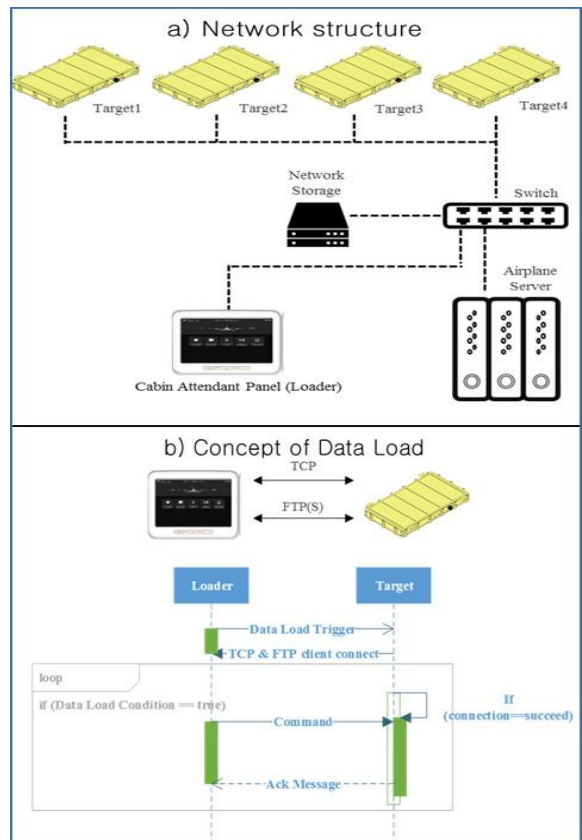 a) Network structure
Target1
Target2
Target3
Target4
Network
Storage
Switch
Airplane
Server
Cabin Attendant Panel (Loader)
b) Concept of Data Load
TCP
FTP(S)
Loader
Target
Data Load Trigger
TCP & FTP client connect
loop
if (Data Load Condition == true)
If
(connection==succeed)
Command
Ack Message